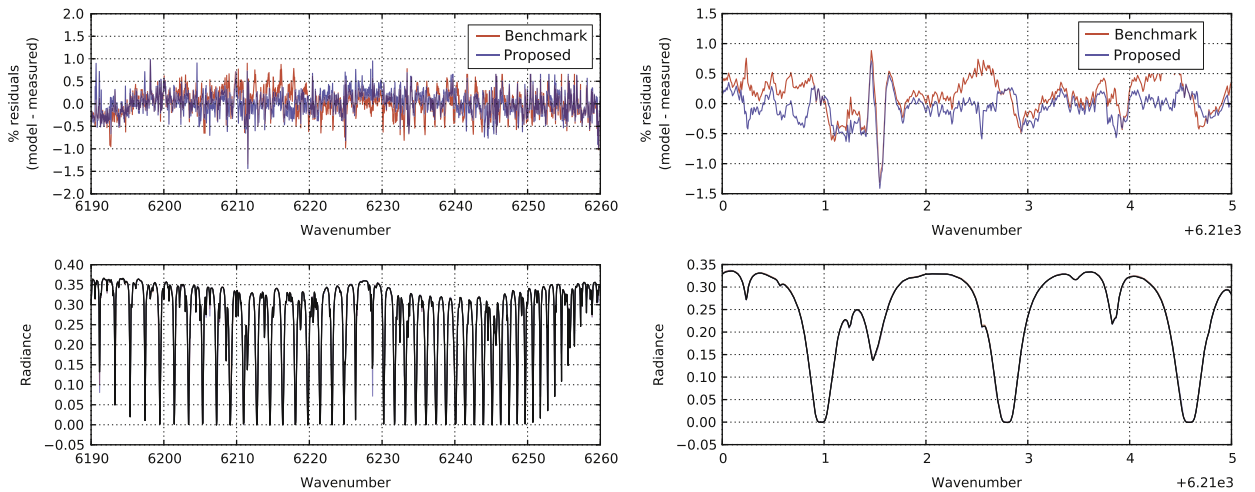 2.0
1.5
1.0
0.5
0.0
−0.5
−1.0
−1.5
−2.0
% residuals
(model - measured)
Benchmark
Proposed
6190 6200 6210 6220 6230 6240 6250 6260
Wavenumber
1.5
1.0
0.5
0.0
−0.5
−1.0
−1.5
% residuals
(model - measured)
Benchmark
Proposed
0 1 2 3 4 5
Wavenumber
+6.21e3
0.40
0.35
0.30
0.25
0.20
0.15
0.10
0.05
0.00
−0.05
Radiance
6190 6200 6210 6220 6230 6240 6250 6260
Wavenumber
0.35
0.30
0.25
0.20
0.15
0.10
0.05
0.00
−0.05
Radiance
0 1 2 3 4 5
Wavenumber
+6.21e3